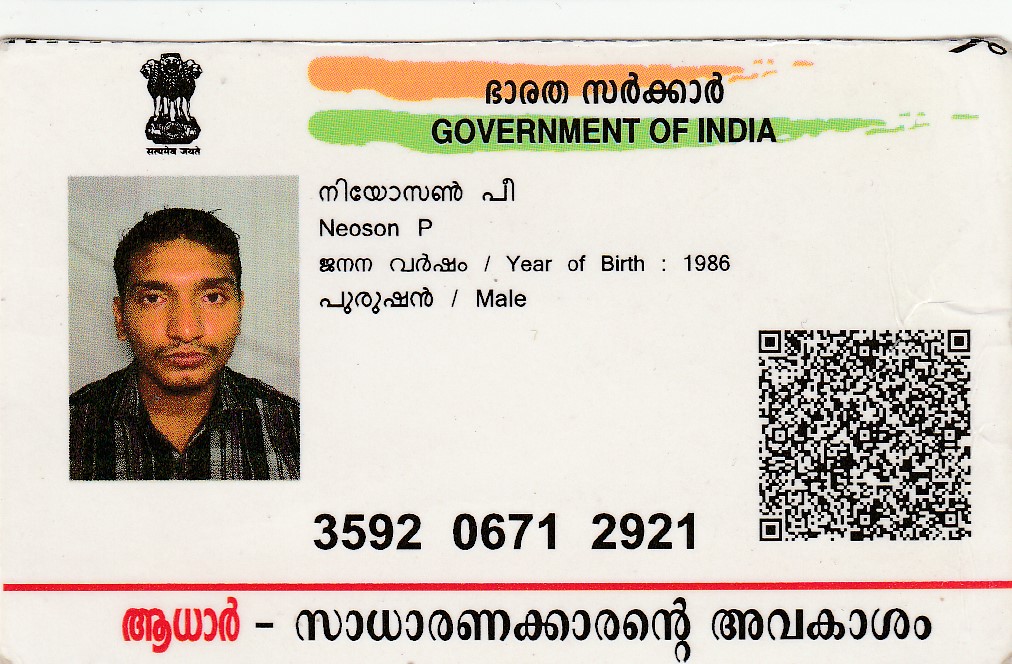 ഭാരത സർക്കാർ
GOVERNMENT OF INDIA
सत्यमेव जयते
നിയോസൺ പി
Neoson P
ജനന വർഷം / Year of Birth : 1986
പുരുഷൻ / Male
3592 0671 2921
ആധാർ - സാധാരണക്കാരന്റെ അവകാശം